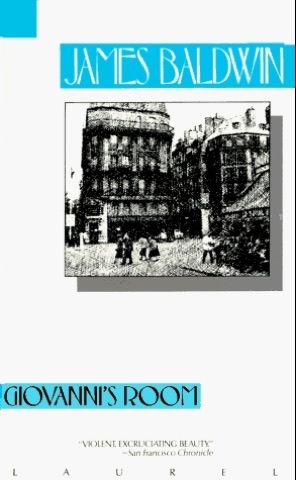 JAMES BALDWIN
GIOVANNI'S ROOM
"VIOLENT, EXCRUCIATING BEAUTY."
—San Francisco Chronicle
LAUREL